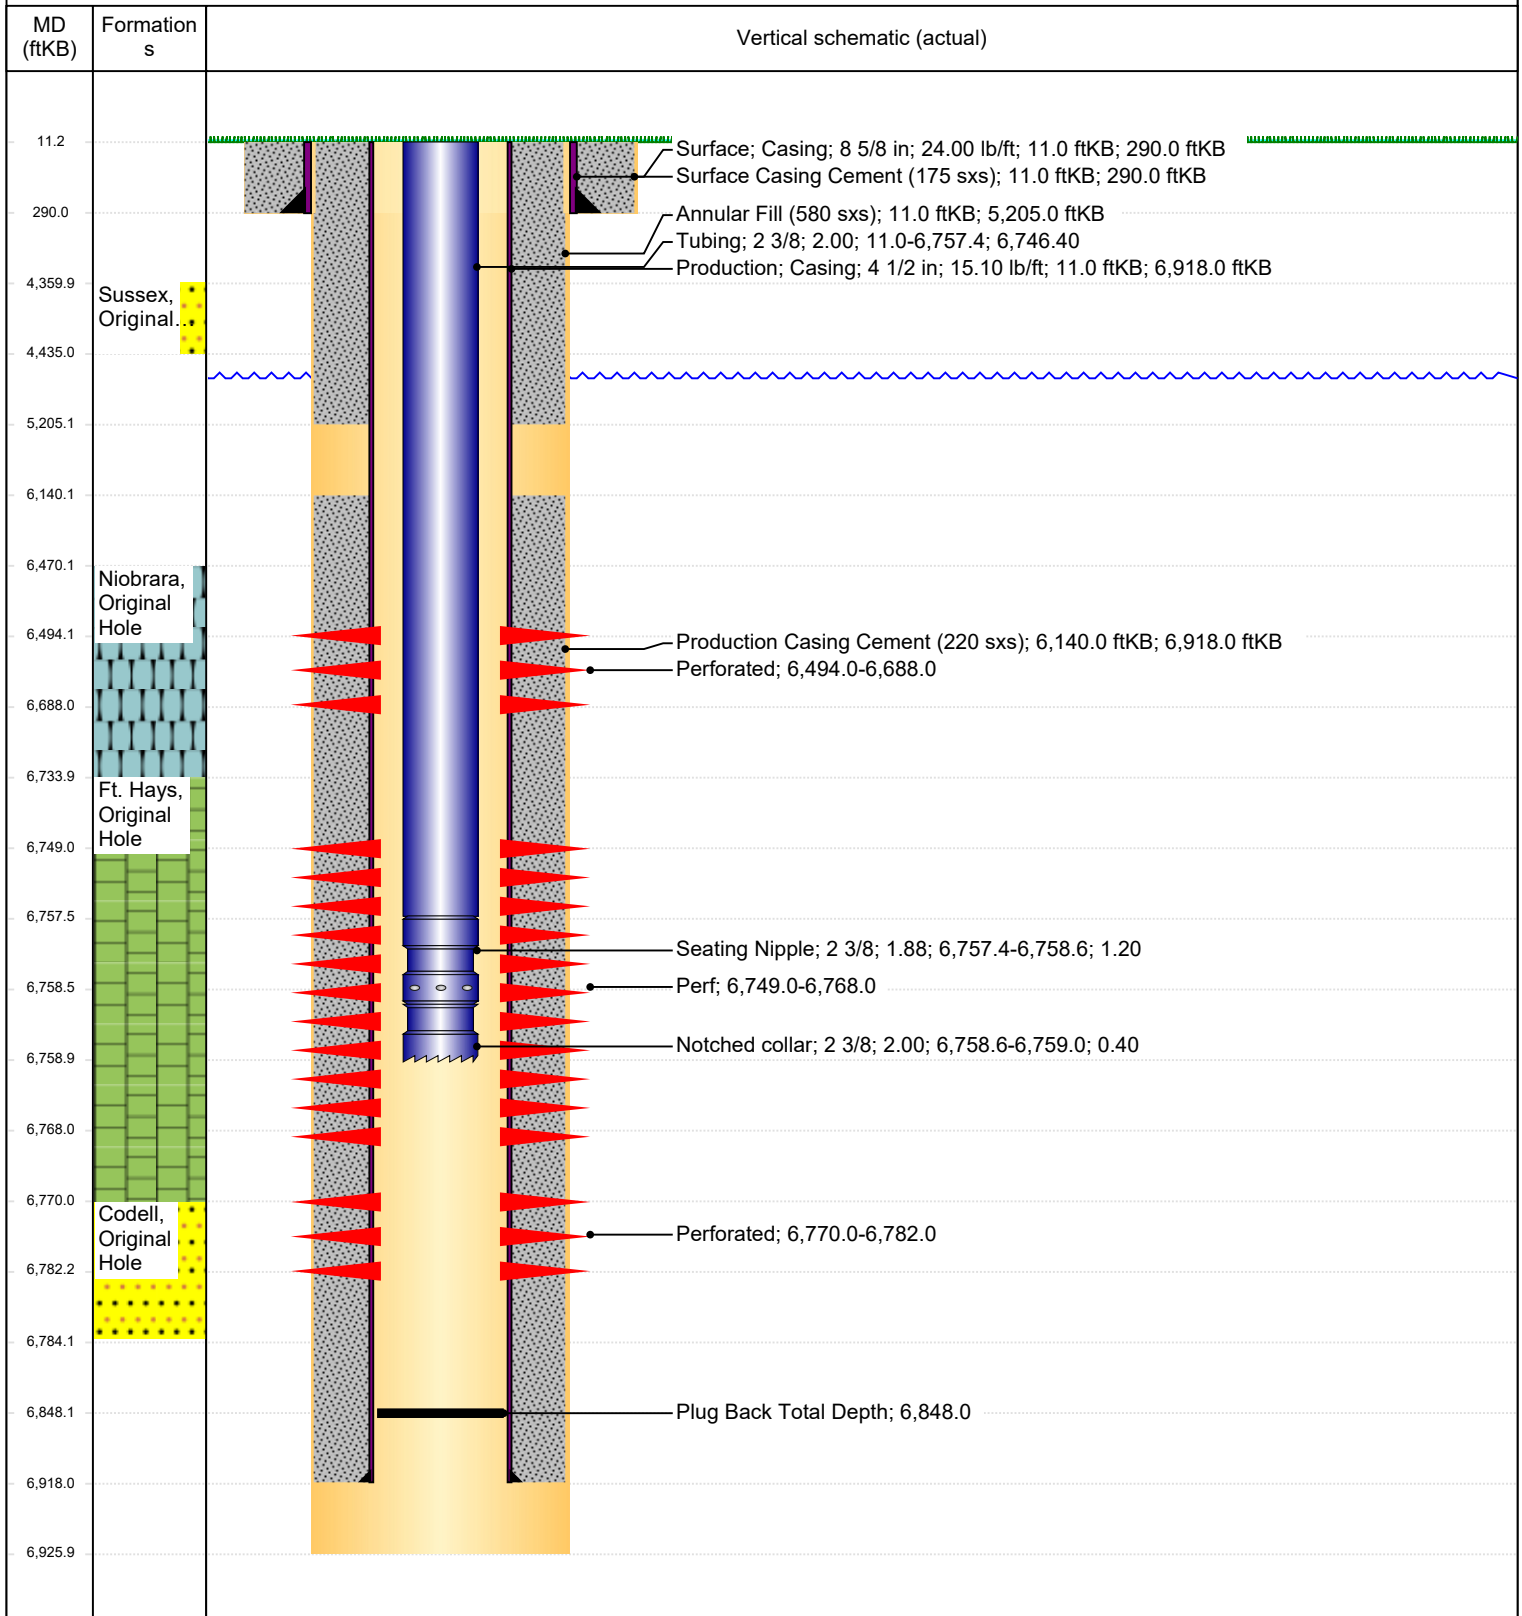 MD
(ftKB)
Formation
s
Vertical schematic (actual)
11.2
290.0
4,359.9
4,435.0
5,205.1
6,140.1
6,470.1
6,494.1
6,688.0
6,733.9
6,749.0
6,757.5
6,758.5
6,758.9
6,768.0
6,770.0
6,782.2
6,784.1
6,848.1
6,918.0
6,925.9
Sussex,
Original...
Niobrara,
Original
Hole
Ft. Hays,
Original
Hole
Codell,
Original
Hole
Surface; Casing; 8 5/8 in; 24.00 lb/ft; 11.0 ftKB; 290.0 ftKB
Surface Casing Cement (175 sxs); 11.0 ftKB; 290.0 ftKB
Annular Fill (580 sxs); 11.0 ftKB; 5,205.0 ftKB
Tubing; 2 3/8; 2.00; 11.0-6,757.4; 6,746.40
Production; Casing; 4 1/2 in; 15.10 lb/ft; 11.0 ftKB; 6,918.0 ftKB
Production Casing Cement (220 sxs); 6,140.0 ftKB; 6,918.0 ftKB
Perforated; 6,494.0-6,688.0
Seating Nipple; 2 3/8; 1.88; 6,757.4-6,758.6; 1.20
Perf; 6,749.0-6,768.0
Notched collar; 2 3/8; 2.00; 6,758.6-6,759.0; 0.40
Perforated; 6,770.0-6,782.0
Plug Back Total Depth; 6,848.0